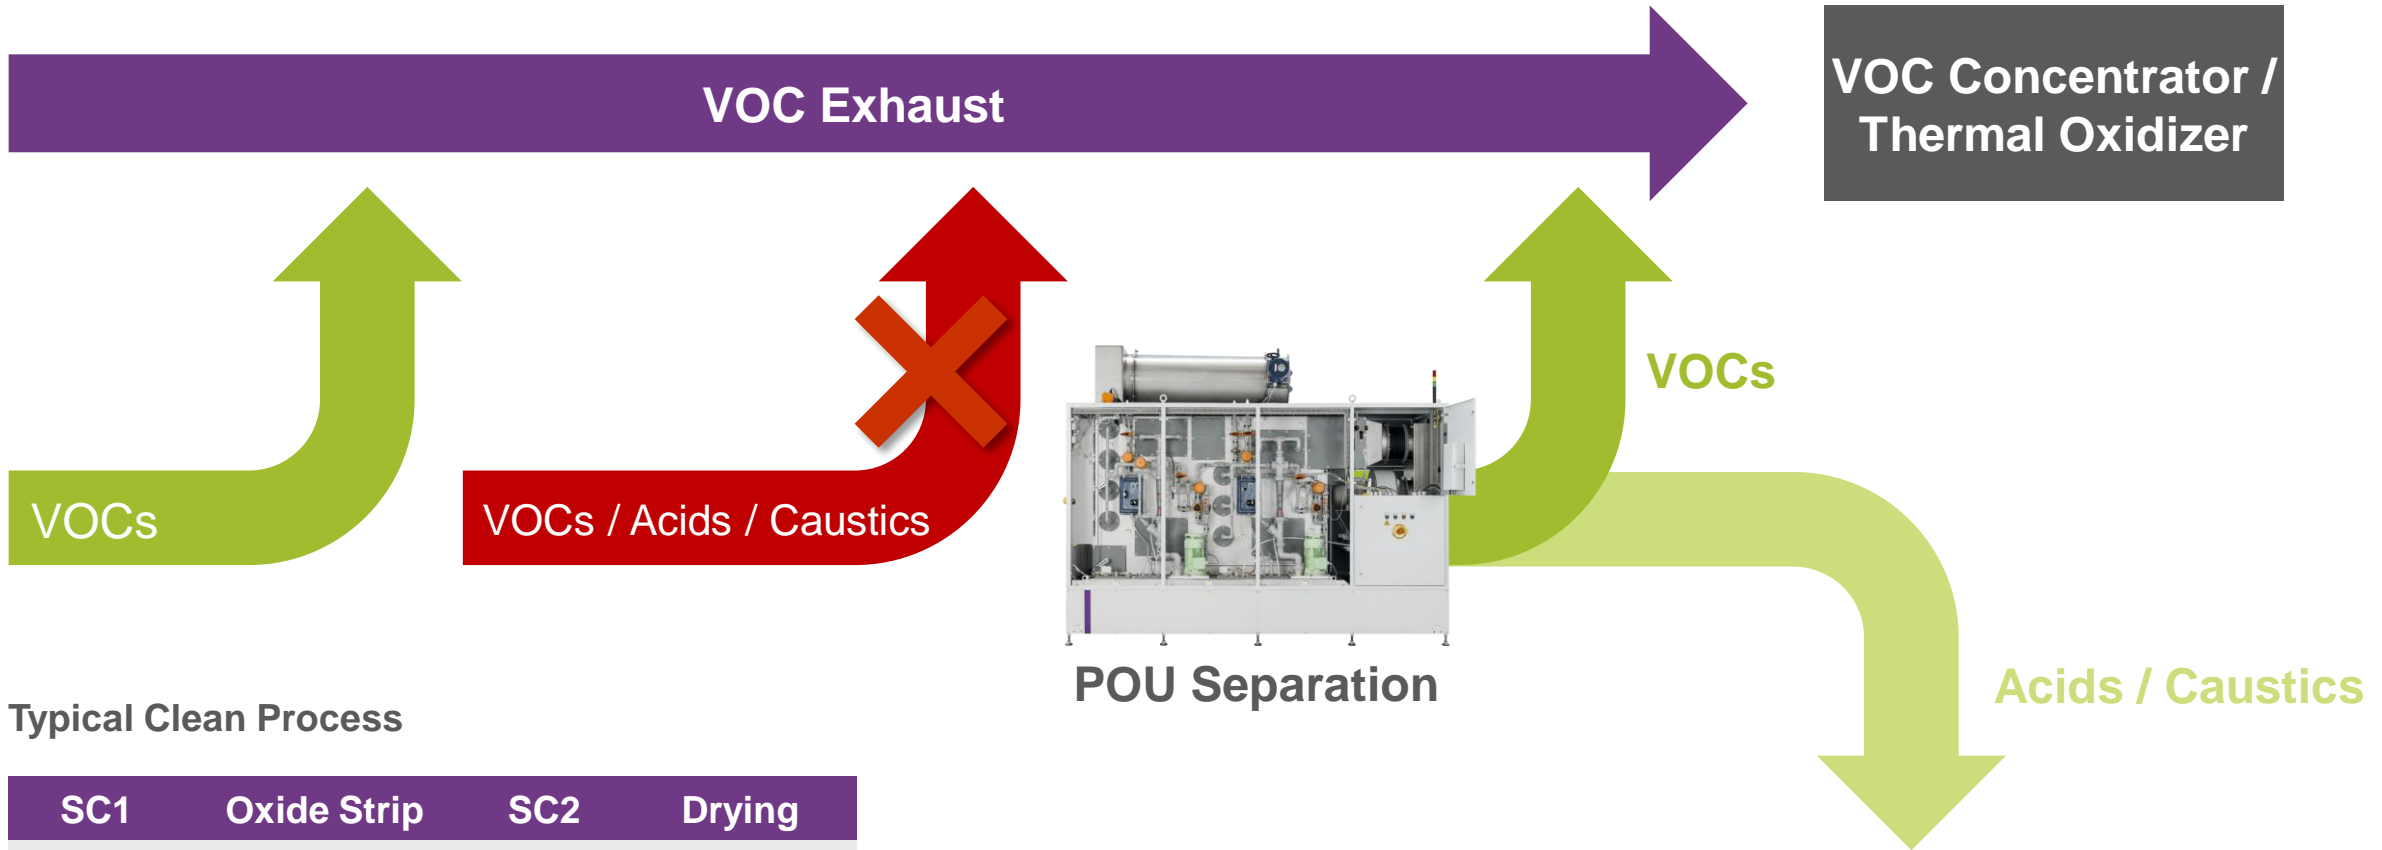 VOC Exhaust
VOC Concentrator /
Thermal Oxidizer
VOCs
VOCs / Acids / Caustics
VOCs
POU Separation
Acids / Caustics
Typical Clean Process
SC1 Oxide Strip SC2 Drying